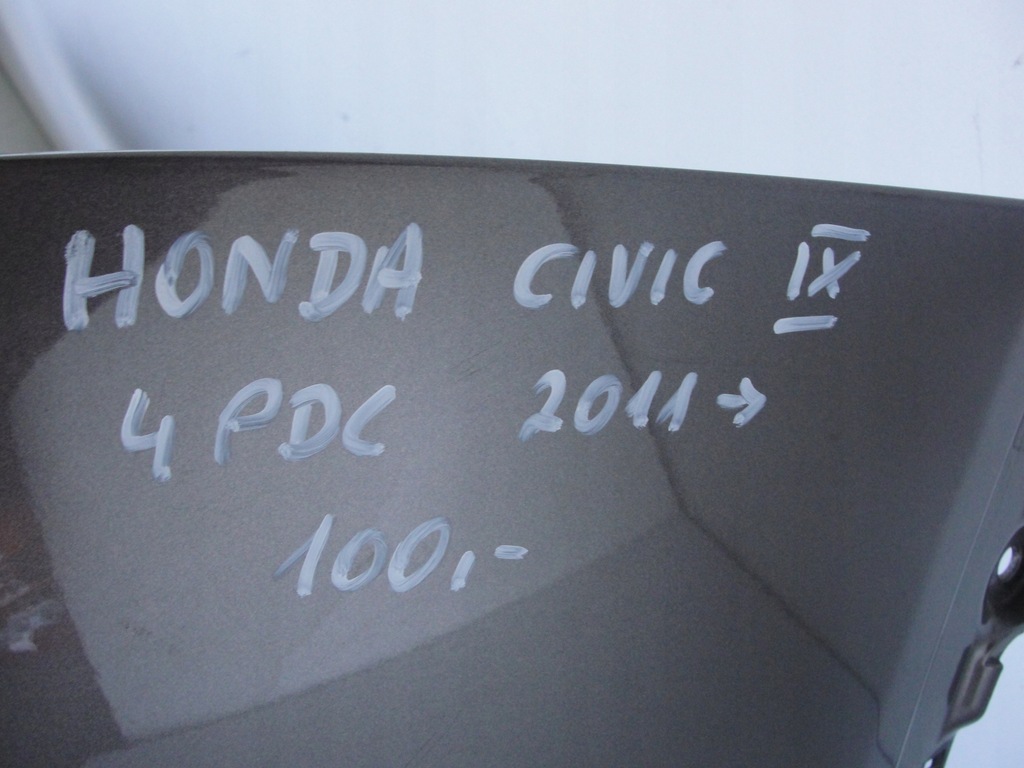 HONDA CIVIC IX
4 PDC 2011 →
100,-